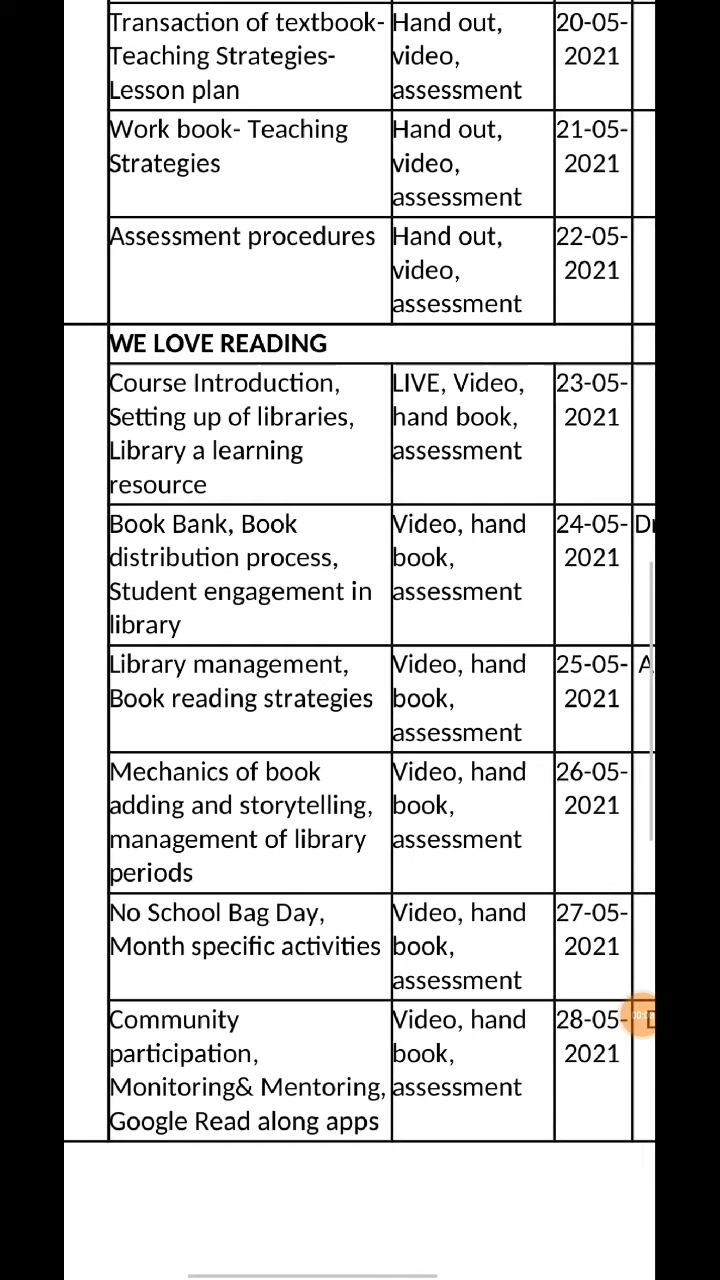 Transaction of textbook- Hand out, 20-05-
Teaching Strategies- video, 2021
Lesson plan assessment
Work book- Teaching Hand out, 21-05-
Strategies video, 2021
assessment
Assessment procedures Hand out, 22-05-
video, 2021
assessment
WE LOVE READING
Course Introduction, LIVE, Video, 23-05-
Setting up of libraries, hand book, 2021
Library a learning assessment
resource
Book Bank, Book Video, hand 24-05-
distribution process, book, 2021
Student engagement in assessment
library
Library management, Video, hand 25-05- A
Book reading strategies book, 2021
assessment
Mechanics of book Video, hand 26-05-
adding and storytelling, book, 2021
management of library assessment
periods
No School Bag Day, Video, hand 27-05-
Month specific activities book, 2021
assessment
Community Video, hand 28-05-
participation, book, 2021
Monitoring& Mentoring, assessment
Google Read along apps